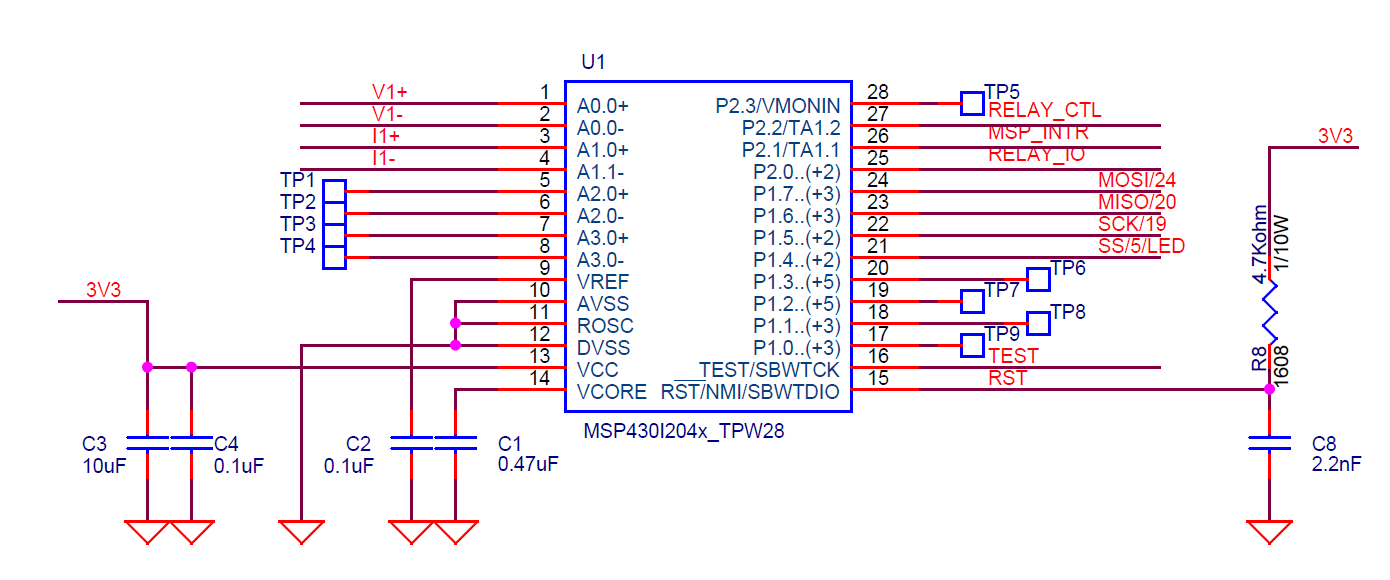 U1
V1+
1
A0.0+
V1-
2
A0.0-
I1+
3
A1.0+
I1-
4
A1.1-
TP1
5
A2.0+
TP2
6
A2.0-
TP3
7
A3.0+
TP4
8
A3.0-
9
VREF
10
AVSS
11
ROSC
12
DVSS
13
VCC
14
VCORE
28
P2.3/VMONIN
TP5
27
P2.2/TA1.2
RELAY_CTL
26
P2.1/TA1.1
MSP_INTR
25
P2.0..(+2)
RELAY_IO
24
P1.7..(+3)
MOSI/24
23
P1.6..(+3)
MISO/20
22
P1.5..(+2)
SCK/19
21
P1.4..(+2)
SS/5/LED
20
P1.3..(+5)
TP6
19
P1.2..(+5)
TP7
18
P1.1..(+3)
TP8
17
P1.0..(+3)
TP9
16
TEST/SBWTCK
TEST
15
RST/NMI/SBWTDIO
RST
MSP430I204x_TPW28
3V3
C3
10uF
C4
0.1uF
C2
0.1uF
C1
0.47uF
3V3
4.7Kohm
1/10W
R8
1608
C8
2.2nF